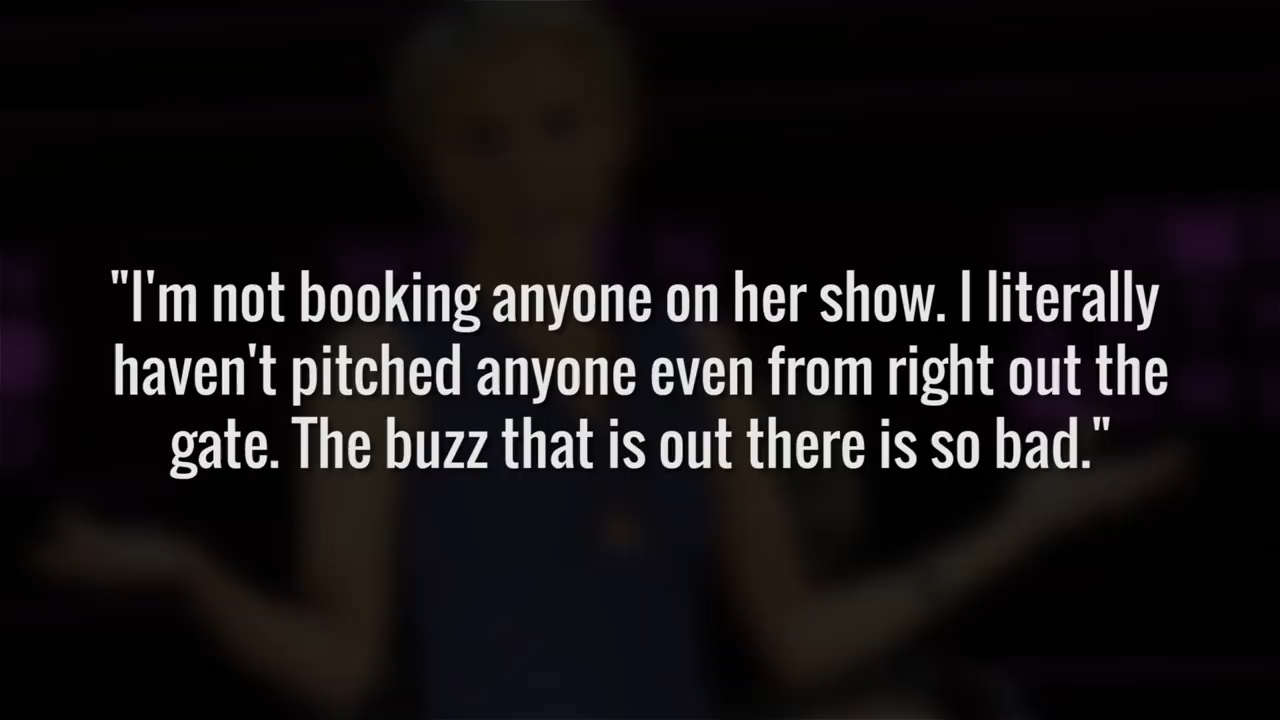 "I'm not booking anyone on her show. I literally
haven't pitched anyone even from right out the
gate. The buzz that is out there is so bad."